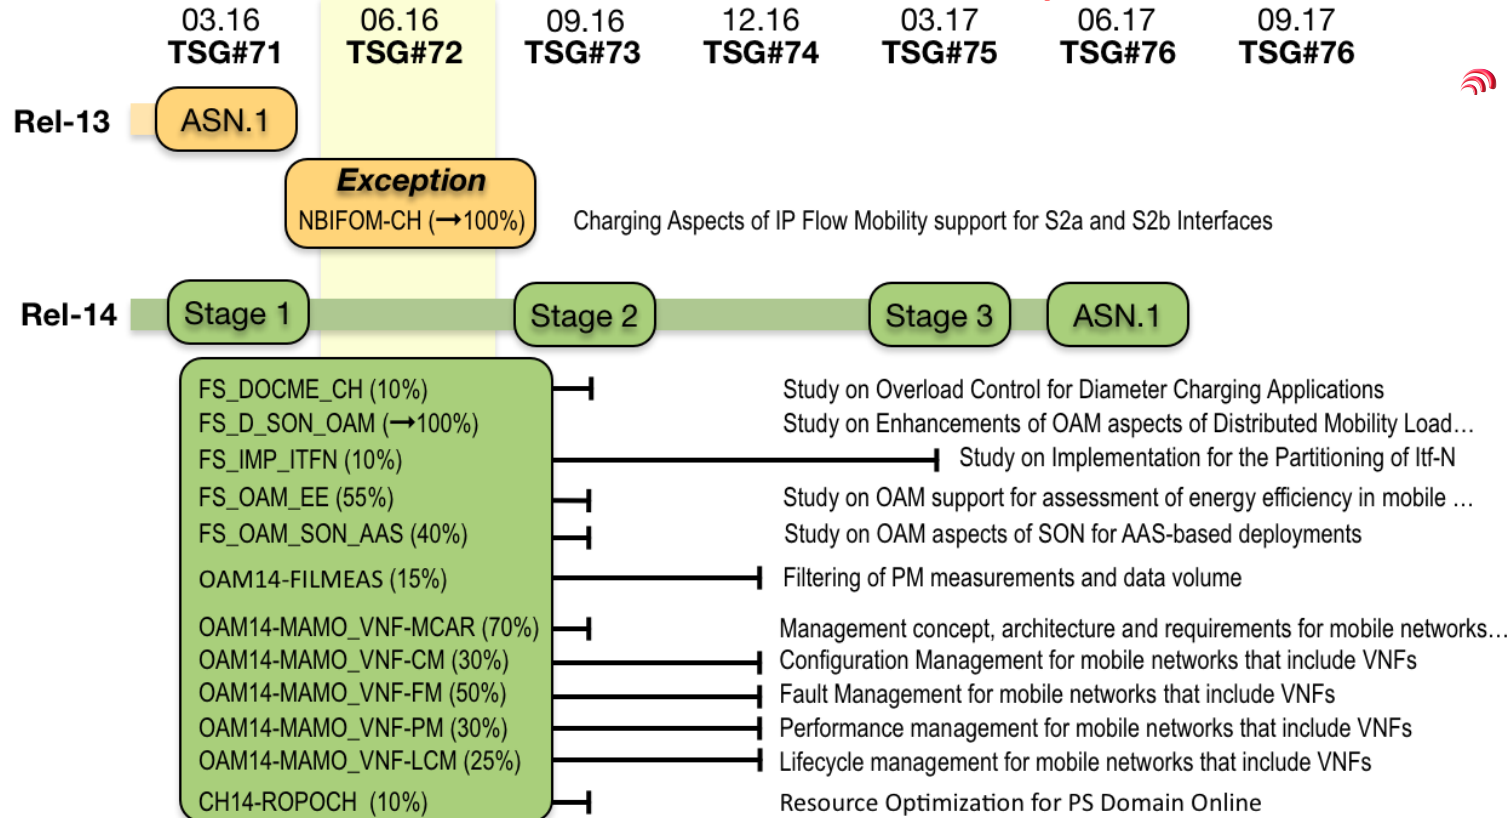 03.16 06.16 09.16 12.16 03.17 06.17 09.17
TSG#71 TSG#72 TSG#73 TSG#74 TSG#75 TSG#76 TSG#76
Rel-13 ASN.1
Exception
NBIFOM-CH (→100%) Charging Aspects of IP Flow Mobility support for S2a and S2b Interfaces
Rel-14 Stage 1 Stage 2 Stage 3 ASN.1
FS_DOCME_CH (10%) Study on Overload Control for Diameter Charging Applications
FS_D_SON_OAM (→100%) Study on Enhancements of OAM aspects of Distributed Mobility Load…
FS_IMP_ITFN (10%) Study on Implementation for the Partitioning of Itf-N
FS_OAM_EE (55%) Study on OAM support for assessment of energy efficiency in mobile …
FS_OAM_SON_AAS (40%) Study on OAM aspects of SON for AAS-based deployments
OAM14-FILMEAS (15%) Filtering of PM measurements and data volume
OAM14-MAMO_VNF-MCAR (70%) Management concept, architecture and requirements for mobile networks…
OAM14-MAMO_VNF-CM (30%) Configuration Management for mobile networks that include VNFs
OAM14-MAMO_VNF-FM (50%) Fault Management for mobile networks that include VNFs
OAM14-MAMO_VNF-PM (30%) Performance management for mobile networks that include VNFs
OAM14-MAMO_VNF-LCM (25%) Lifecycle management for mobile networks that include VNFs
CH14-ROPOCH (10%) Resource Optimization for PS Domain Online